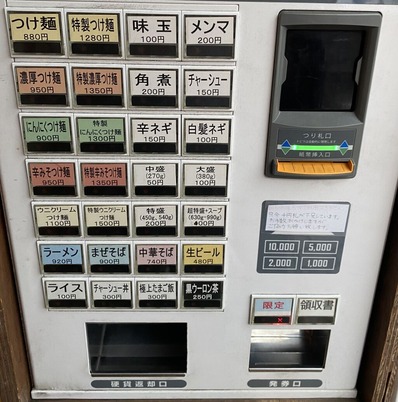 つけ麺
880円
特製つけ麺
1280円
味玉
100円
メンマ
200円
濃厚つけ麺
950円
特製濃厚つけ麺
1350円
角煮
200円
チャーシュー
150円
にんにくつけ麺
900円
特製
にんにくつけ麺
1300円
辛ネギ
150円
白髪ネギ
100円
辛みそつけ麺
950円
特製辛みそつけ麺
1350円
中盛
(270g)
50円
大盛
(380g)
100円
ウニクリーム
つけ麺
1100円
特製ウニクリーム
つけ麺
1500円
特盛
(450g, 540g)
200円
超特盛+スープ
(630g・990g)
400円
ラーメン
920円
まぜそば
900円
中華そば
740円
生ビール
480円
ライス
100円
チャーシュー丼
300円
極上たまご飯
300円
黒ウーロン茶
250円
つり札口
紙幣挿入口
10,000
5,000
2,000
1,000
限定
領収書
硬貨返却口
発券口